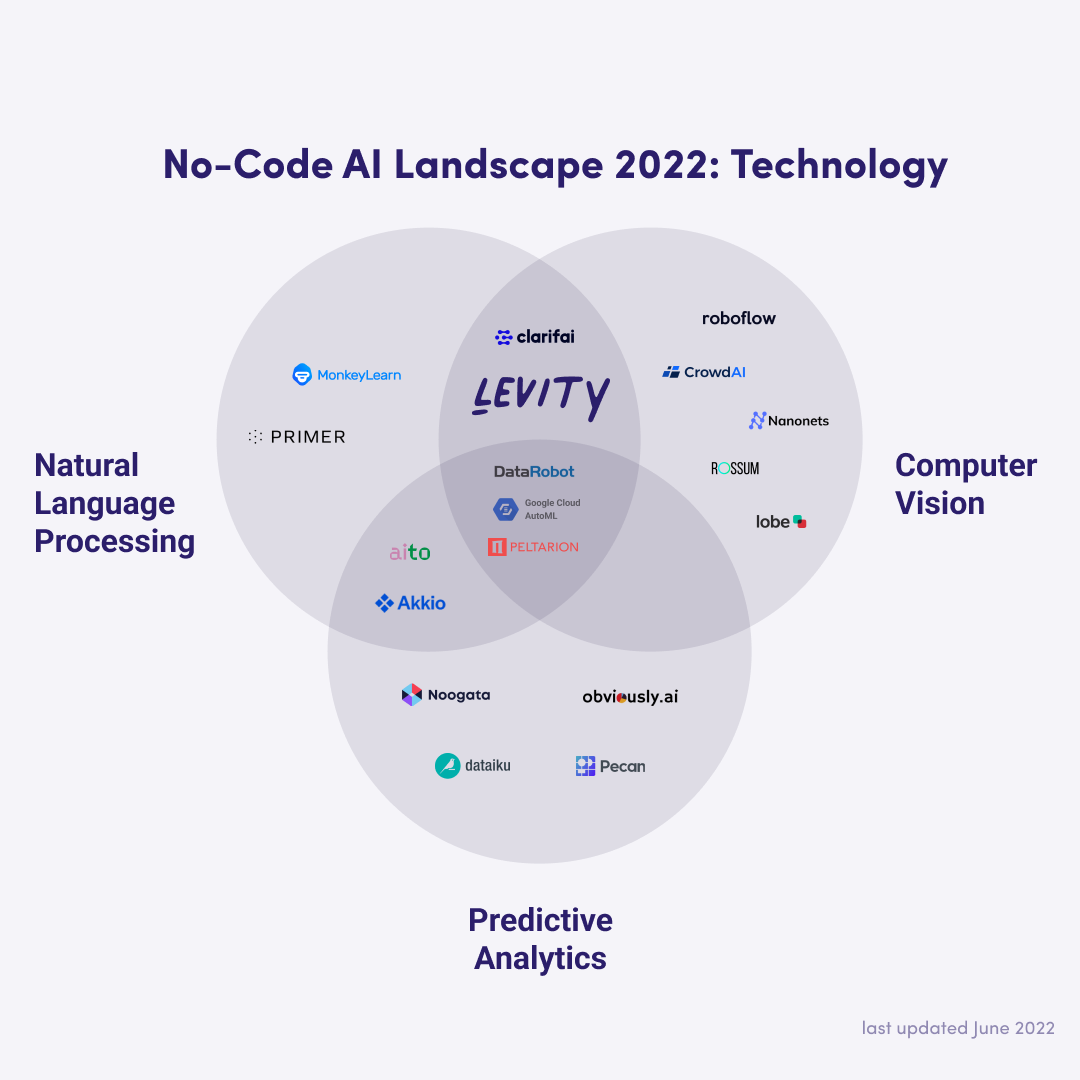 No-Code AI Landscape 2022: Technology
roboflow
clarifai
CrowdAI
MonkeyLearn
LEVITY
Nanonets
PRIMER
Natural
Language
Processing
Computer
Vision
DataRobot
ROSSUM
Google Cloud
AutoML
lobe
PELTARION
aito
Akkio
Noogata
obviously.ai
dataiku
Pecan
Predictive
Analytics
last updated June 2022